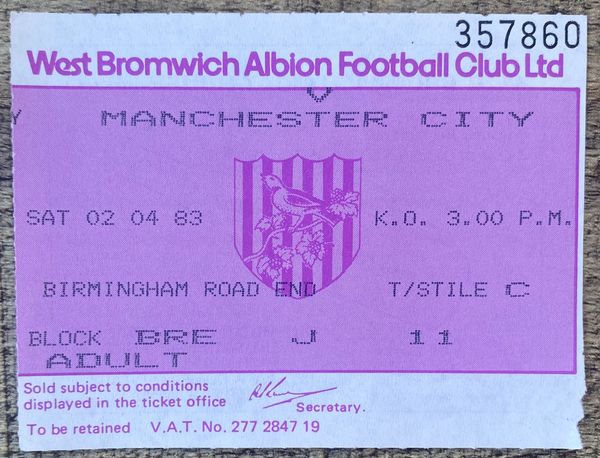 357860
West Bromwich Albion Football Club Ltd
V
Y MANCHESTER CITY
SAT 02 04 83 K.O. 3.00 P.M.
BIRMINGHAM ROAD END T/STILE C
BLOCK BRE J 11
ADULT
Sold subject to conditions
displayed in the ticket office
Secretary.
To be retained V.A.T. No. 277 2847 19